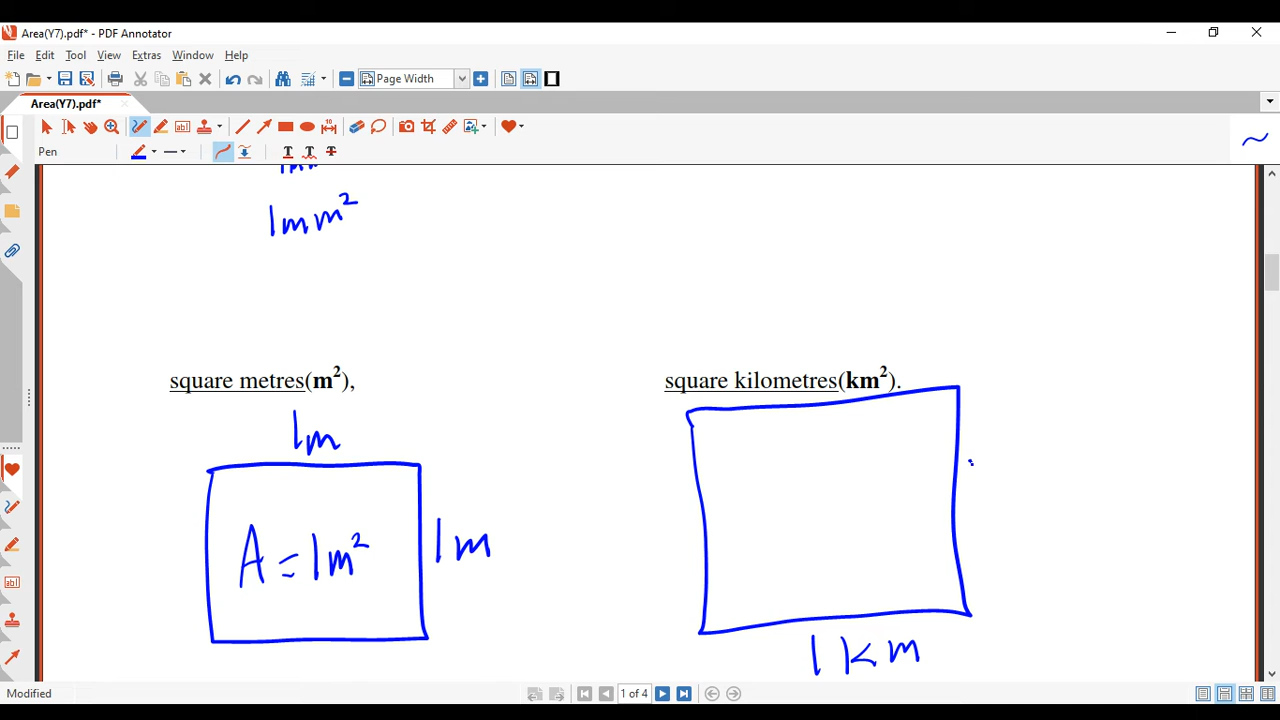 Area(Y7).pdf* - PDF Annotator
File Edit Tool View Extras Window Help
Page Width
Area(Y7).pdf*
10
Pen
T T T
1mm²
square metres(m²),
square kilometres(km²).
1m
A = 1m²
1m
1km
Modified
1 of 4